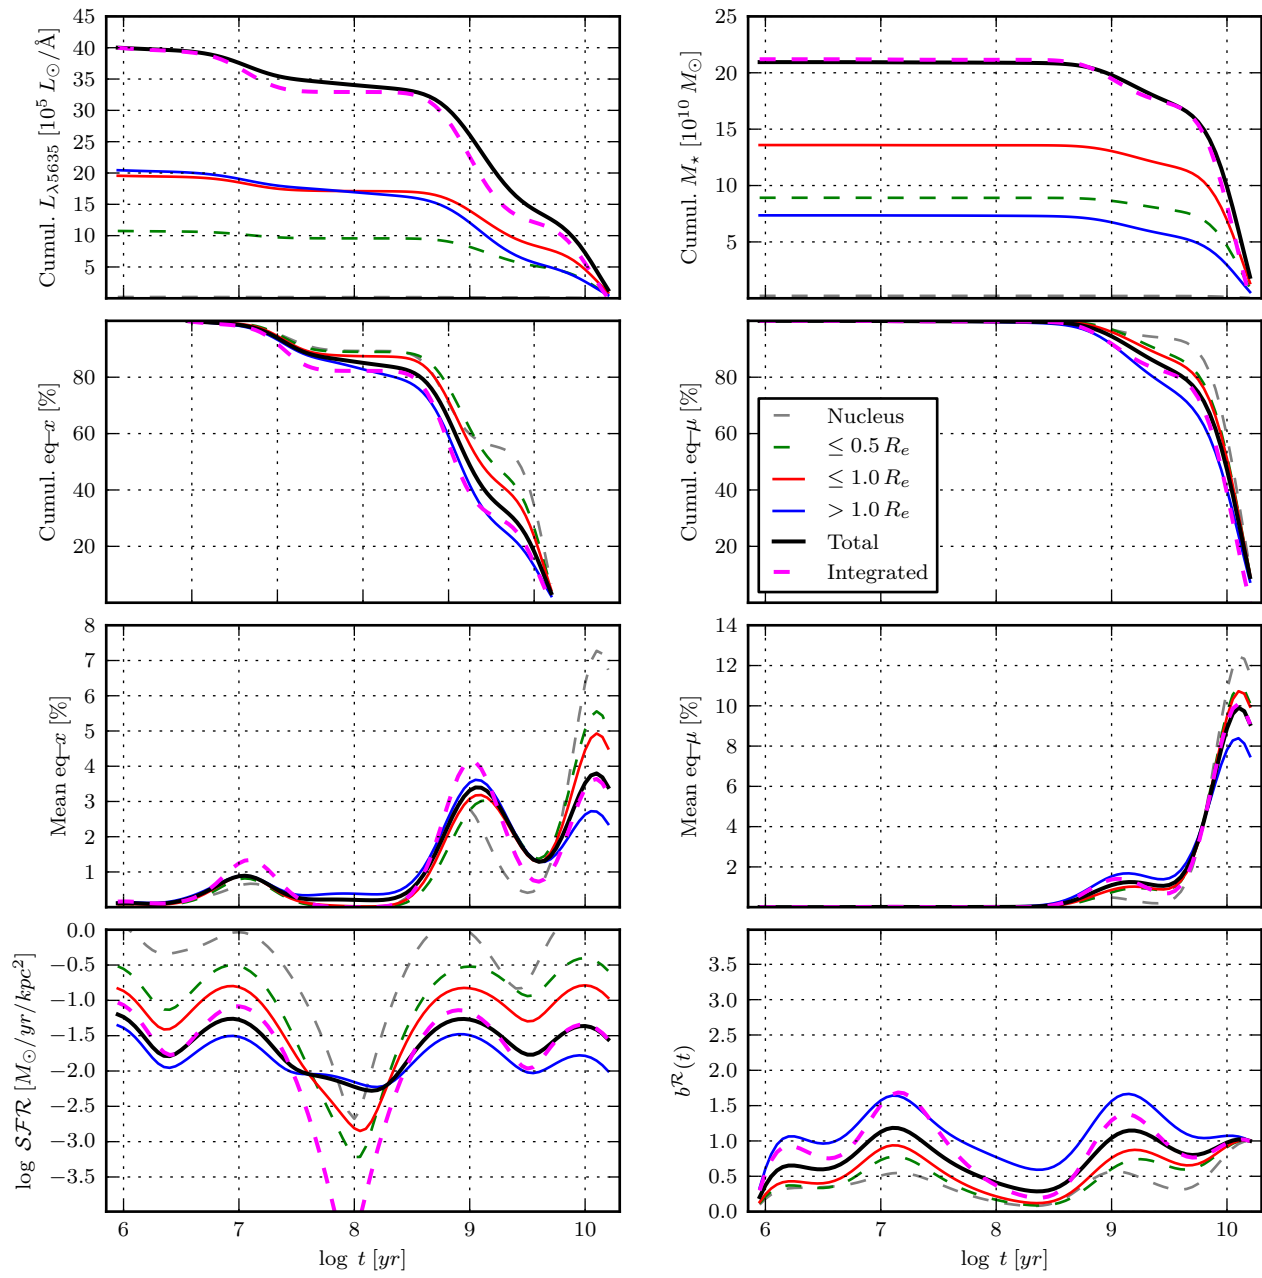 45
40
35
30
25
20
15
10
5
Cumul. L_λ5635 [10^5 L_⊙/Å]
25
20
15
10
5
Cumul. M_⋆ [10^10 M_⊙]
80
60
40
20
Cumul. eq–x [%]
80
60
40
20
Cumul. eq–μ [%]
Nucleus
≤ 0.5 R_e
≤ 1.0 R_e
> 1.0 R_e
Total
Integrated
8
7
6
5
4
3
2
1
Mean eq–x [%]
14
12
10
8
6
4
2
Mean eq–μ [%]
0.0
−0.5
−1.0
−1.5
−2.0
−2.5
−3.0
−3.5
log SFR [M_⊙/yr/kpc^2]
6 7 8 9 10
log t [yr]
3.5
3.0
2.5
2.0
1.5
1.0
0.5
0.0
b^R(t)
6 7 8 9 10
log t [yr]